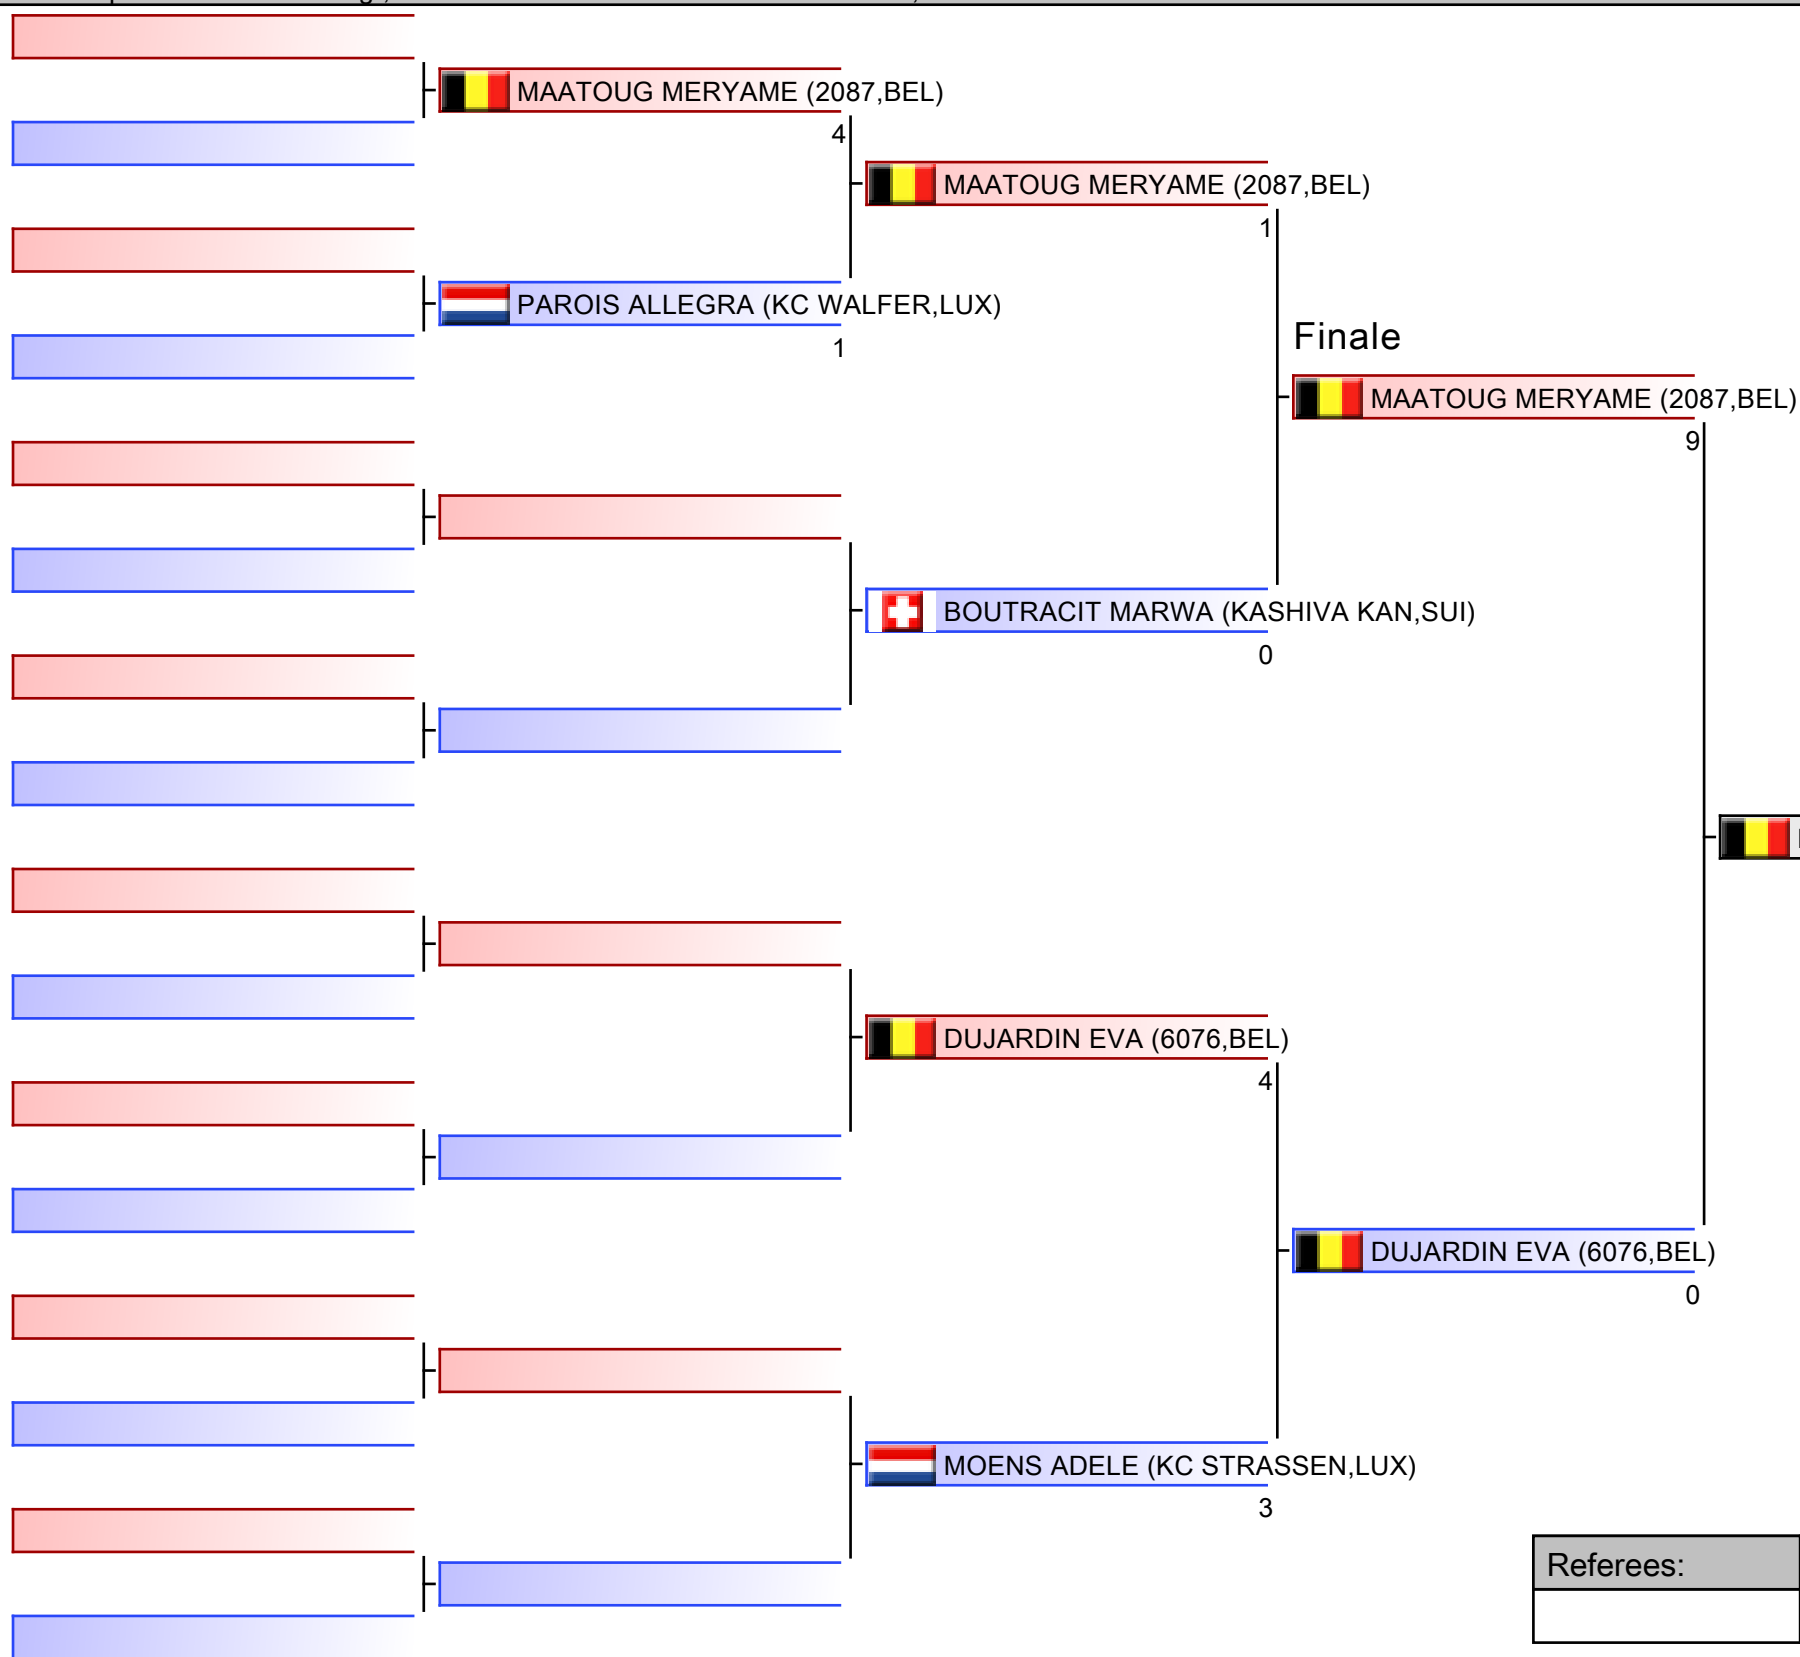 MAATOUG MERYAME (2087,BEL)
4
MAATOUG MERYAME (2087,BEL)
1
PAROIS ALLEGRA (KC WALFER,LUX)
1
Finale
MAATOUG MERYAME (2087,BEL)
9
BOUTRACIT MARWA (KASHIVA KAN,SUI)
0
DUJARDIN EVA (6076,BEL)
4
DUJARDIN EVA (6076,BEL)
0
MOENS ADELE (KC STRASSEN,LUX)
3
Referees: